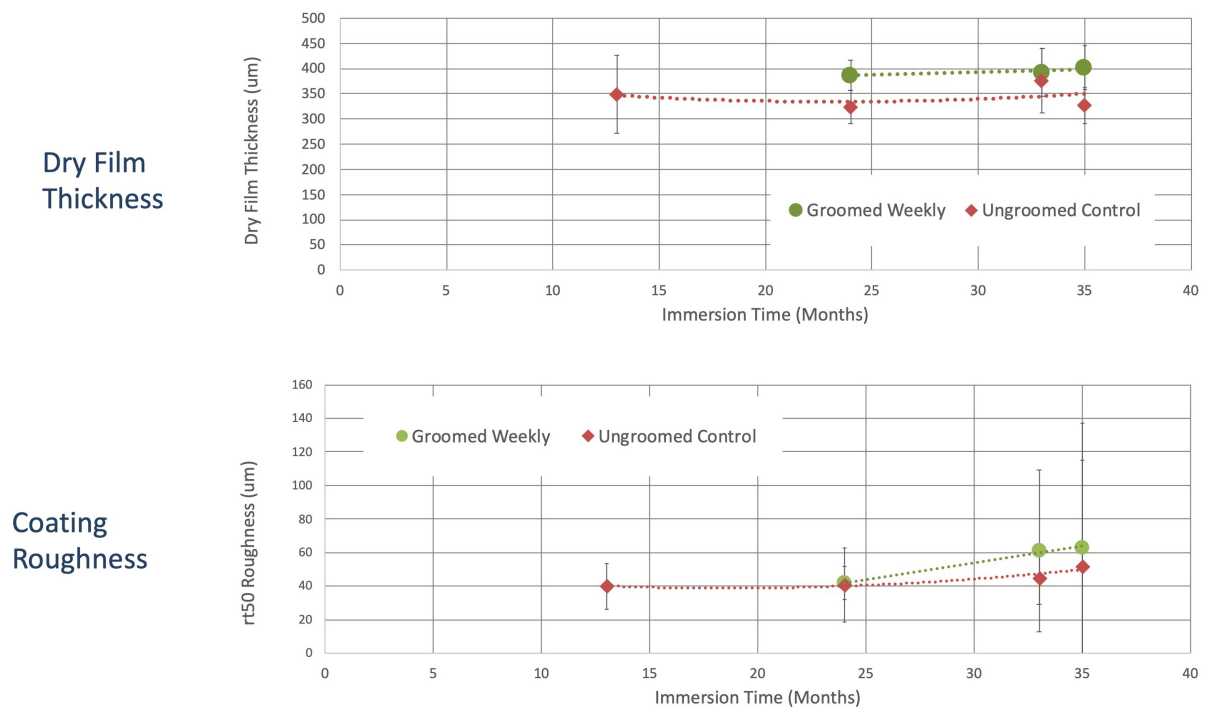 Dry Film
Thickness
Dry Film Thickness (um)
500
450
400
350
300
250
200
150
100
50
0
Groomed Weekly
Ungroomed Control
0 5 10 15 20 25 30 35 40
Immersion Time (Months)
Coating
Roughness
rt50 Roughness (um)
160
140
120
100
80
60
40
20
0
Groomed Weekly
Ungroomed Control
0 5 10 15 20 25 30 35 40
Immersion Time (Months)